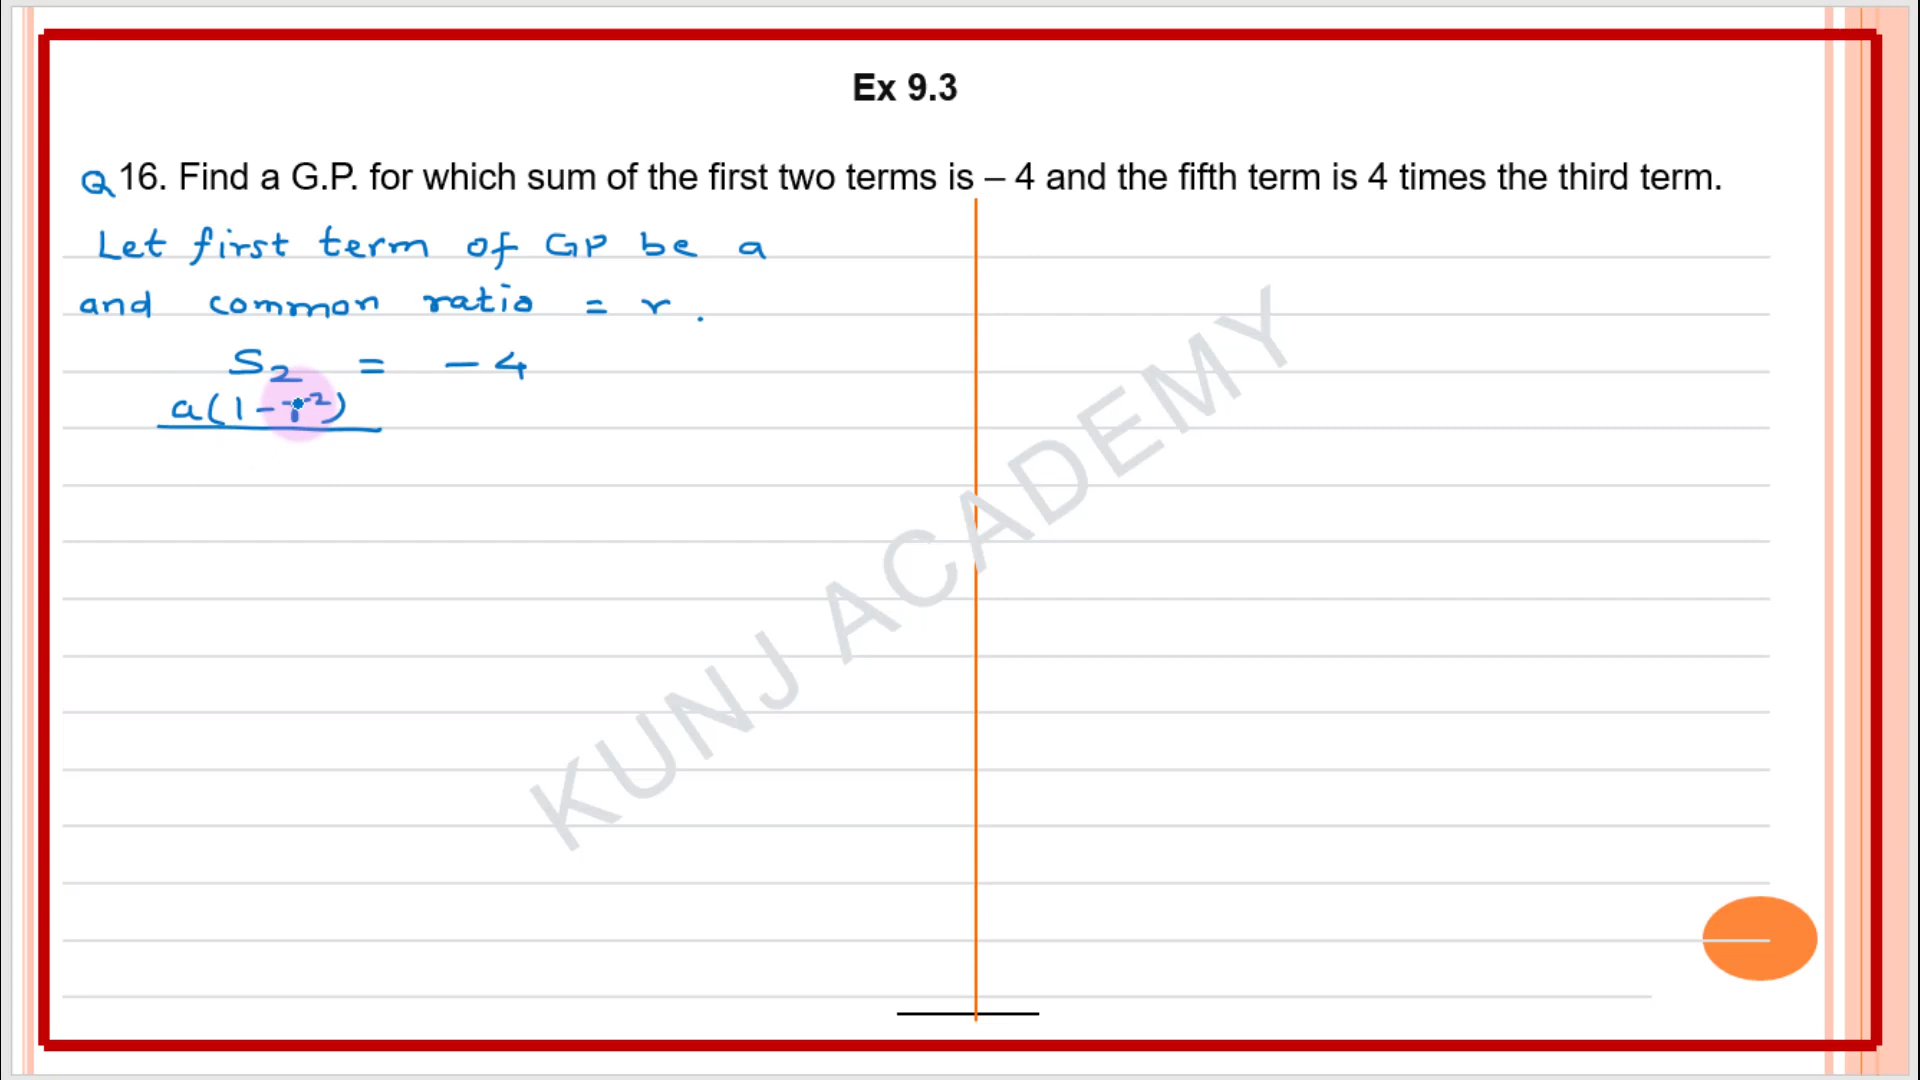 Ex 9.3
Q 16. Find a G.P. for which sum of the first two terms is – 4 and the fifth term is 4 times the third term.
Let first term of GP be a
and common ratio = r .
S₂ = – 4
a(1-r²)
KUNJ ACADEMY